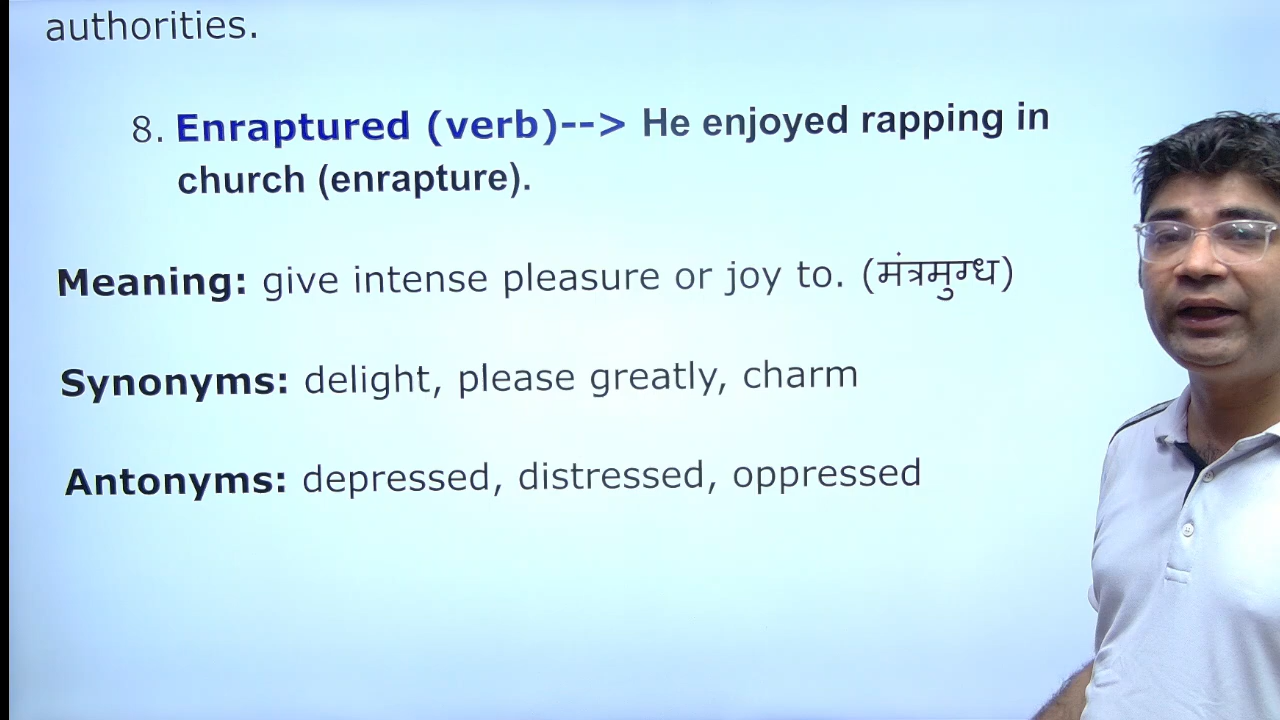 authorities.
8. Enraptured (verb)--> He enjoyed rapping in
church (enrapture).
Meaning: give intense pleasure or joy to. (मंत्रमुग्ध)
Synonyms: delight, please greatly, charm
Antonyms: depressed, distressed, oppressed